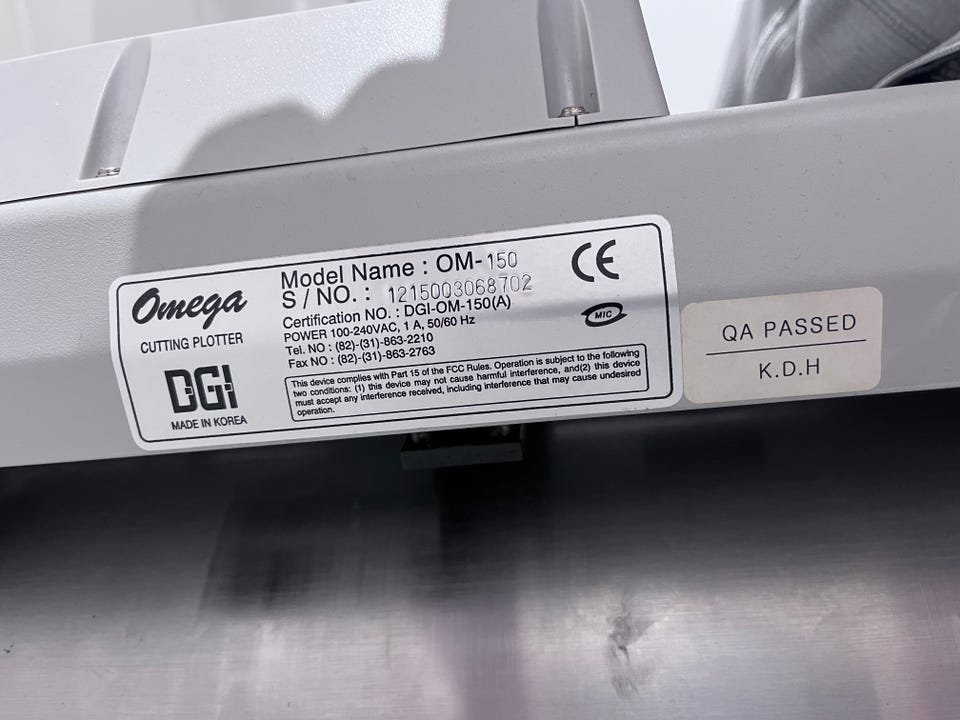 Omega
CUTTING PLOTTER
DGI
MADE IN KOREA
Model Name : OM-150
S / NO. : 1215003068702
Certification NO. : DGI-OM-150(A)
POWER 100-240VAC, 1 A, 50/60 Hz
Tel. NO : (82)-(31)-863-2210
Fax NO : (82)-(31)-863-2763
This device complies with Part 15 of the FCC Rules. Operation is subject to the following
two conditions: (1) this device may not cause harmful interference, and(2) this device
must accept any interference received, including interference that may cause undesired
operation.
CE
MIC
QA PASSED
K.D.H